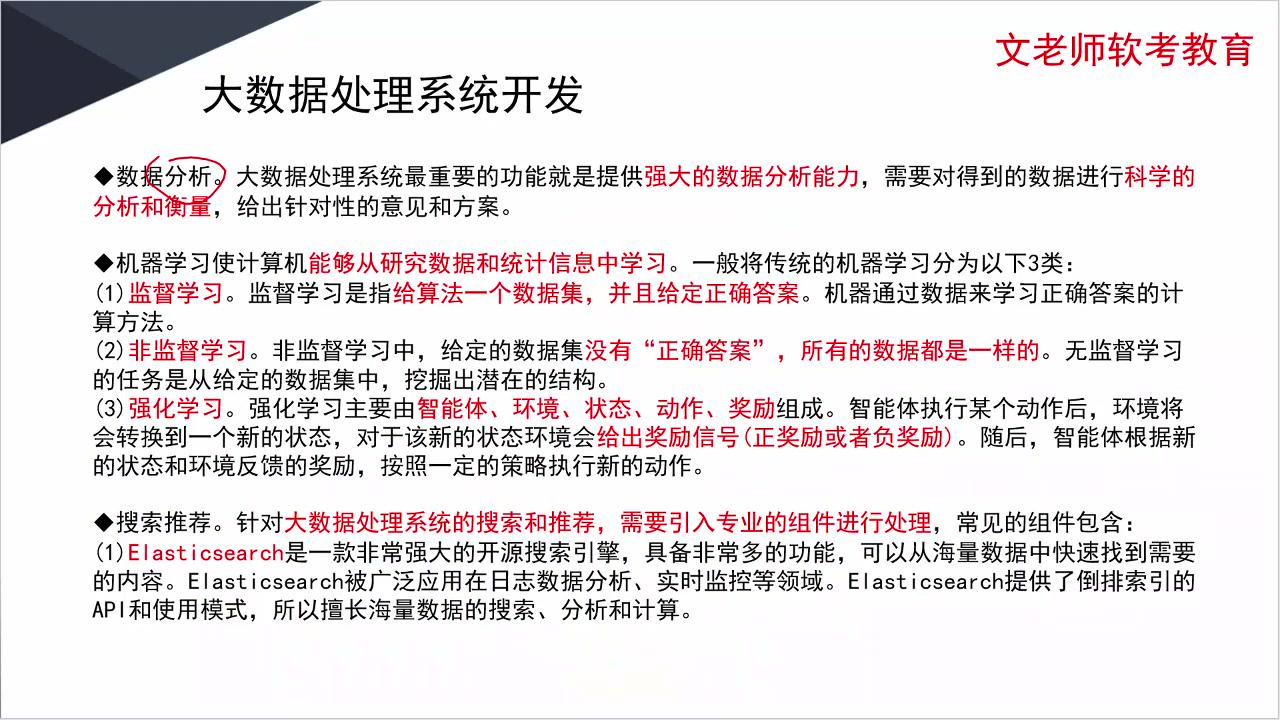 文老师软考教育
大数据处理系统开发
◆数据分析。大数据处理系统最重要的功能就是提供强大的数据分析能力，需要对得到的数据进行科学的
分析和衡量，给出针对性的意见和方案。
◆机器学习使计算机能够从研究数据和统计信息中学习。一般将传统的机器学习分为以下3类：
(1)监督学习。监督学习是指给算法一个数据集，并且给定正确答案。机器通过数据来学习正确答案的计
算方法。
(2)非监督学习。非监督学习中，给定的数据集没有“正确答案”，所有的数据都是一样的。无监督学习
的任务是从给定的数据集中，挖掘出潜在的结构。
(3)强化学习。强化学习主要由智能体、环境、状态、动作、奖励组成。智能体执行某个动作后，环境将
会转换到一个新的状态，对于该新的状态环境会给出奖励信号(正奖励或者负奖励)。随后，智能体根据新
的状态和环境反馈的奖励，按照一定的策略执行新的动作。
◆搜索推荐。针对大数据处理系统的搜索和推荐，需要引入专业的组件进行处理，常见的组件包含：
(1)Elasticsearch是一款非常强大的开源搜索引擎，具备非常多的功能，可以从海量数据中快速找到需要
的内容。Elasticsearch被广泛应用在日志数据分析、实时监控等领域。Elasticsearch提供了倒排索引的
API和使用模式，所以擅长海量数据的搜索、分析和计算。